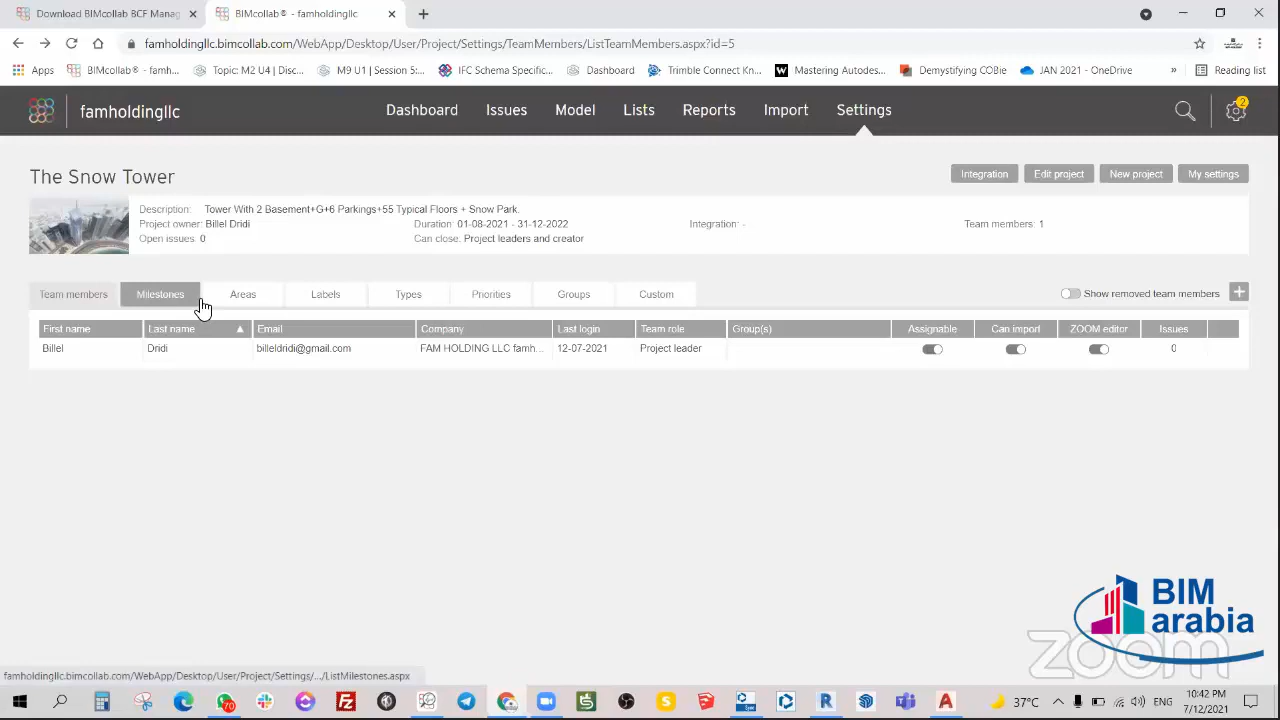 Download BIMcollab BCF Manag
BIMcollab® - famholdingllc
famholdingllc.bimcollab.com/WebApp/Desktop/User/Project/Settings/TeamMembers/ListTeamMembers.aspx?id=5
Apps
BIMcollab® - famh...
Topic: M2 U4 | Disc...
M9 U1 | Session 5:...
IFC Schema Specific...
Dashboard
Trimble Connect Kn...
Mastering Autodes...
Demystifying COBie
JAN 2021 - OneDrive
»
Reading list
famholdingllc
Dashboard
Issues
Model
Lists
Reports
Import
Settings
2
The Snow Tower
Integration
Edit project
New project
My settings
Description: Tower With 2 Basement+G+6 Parkings+55 Typical Floors + Snow Park.
Project owner: Billel Dridi
Duration: 01-08-2021 - 31-12-2022
Integration: -
Team members: 1
Open issues: 0
Can close: Project leaders and creator
Team members
Milestones
Areas
Labels
Types
Priorities
Groups
Custom
Show removed team members
First name
Last name
Email
Company
Last login
Team role
Group(s)
Assignable
Can import
ZOOM editor
Issues
Billel
Dridi
billeldridi@gmail.com
FAM HOLDING LLC famh...
12-07-2021
Project leader
0
BIM
arabia
zoom
famholdingllc.bimcollab.com/WebApp/Desktop/User/Project/Settings/.../ListMilestones.aspx
70
37°C
ENG
10:42 PM
7/12/2021